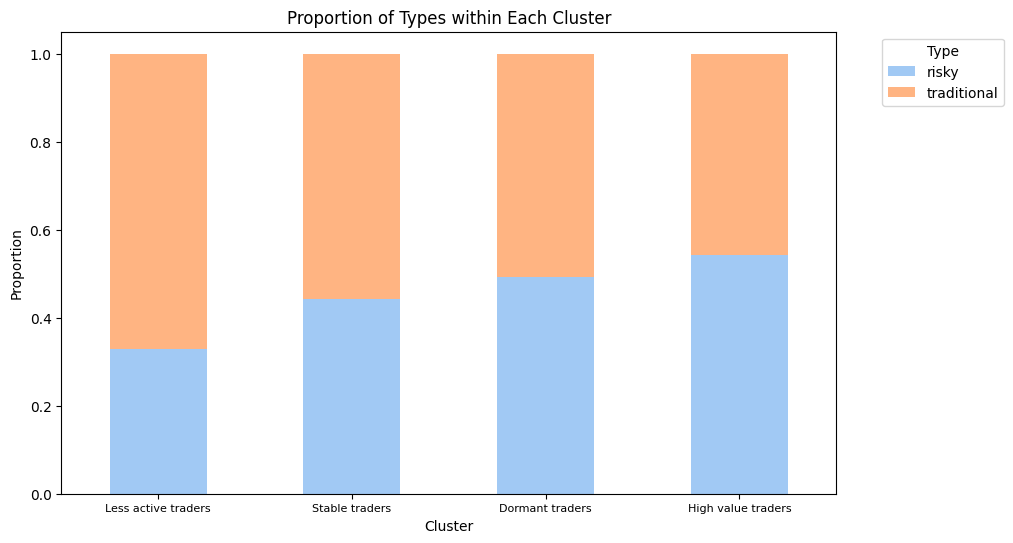 Proportion of Types within Each Cluster
Type
risky
traditional
1.0
0.8
0.6
0.4
0.2
0.0
Proportion
Less active traders
Stable traders
Dormant traders
High value traders
Cluster